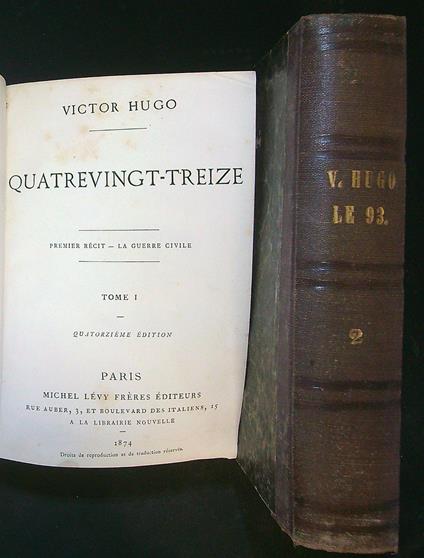 VICTOR HUGO
QUATREVINGT-TREIZE
PREMIER RÉCIT — LA GUERRE CIVILE
TOME I
QUATORZIÈME ÉDITION
PARIS
MICHEL LÉVY FRÈRES ÉDITEURS
RUE AUBER, 3, ET BOULEVARD DES ITALIENS, 15
A LA LIBRAIRIE NOUVELLE
1874
Droits de reproduction et de traduction réservés.
V. HUGO
LE 93.
2